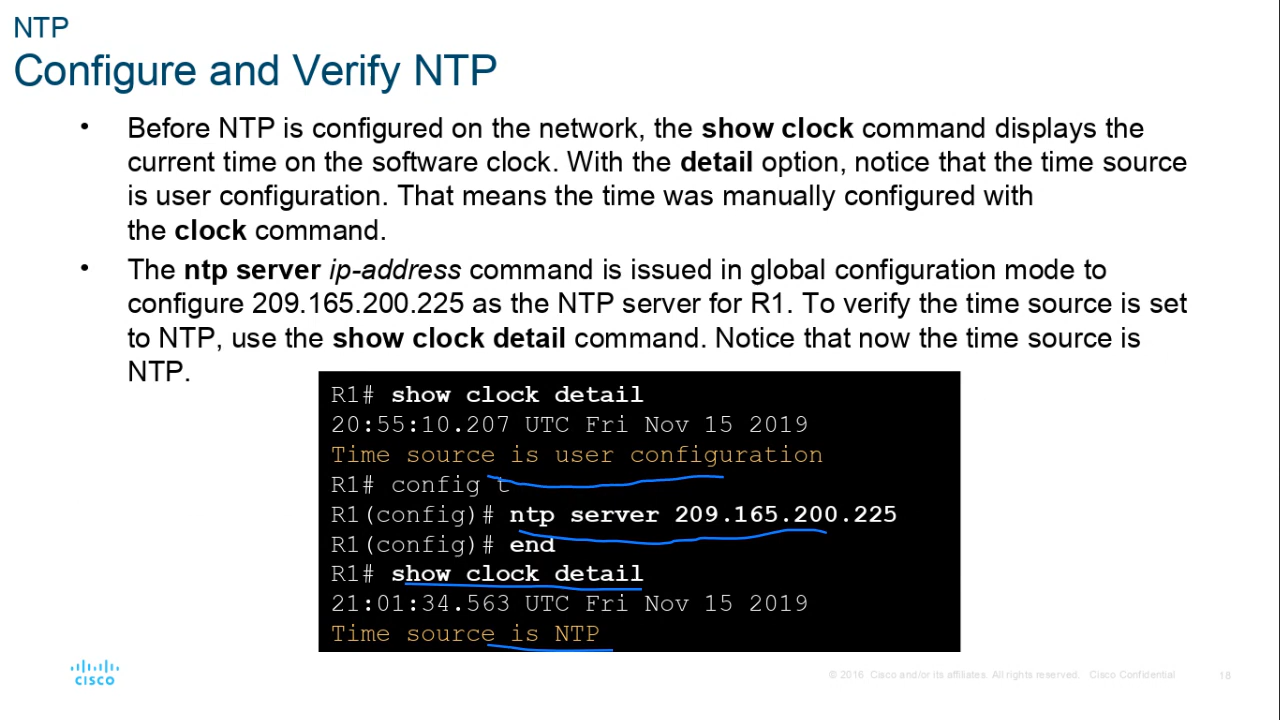 NTP
Configure and Verify NTP
• Before NTP is configured on the network, the show clock command displays the
current time on the software clock. With the detail option, notice that the time source
is user configuration. That means the time was manually configured with
the clock command.
• The ntp server ip-address command is issued in global configuration mode to
configure 209.165.200.225 as the NTP server for R1. To verify the time source is set
to NTP, use the show clock detail command. Notice that now the time source is
NTP.
R1# show clock detail
20:55:10.207 UTC Fri Nov 15 2019
Time source is user configuration
R1# config t
R1(config)# ntp server 209.165.200.225
R1(config)# end
R1# show clock detail
21:01:34.563 UTC Fri Nov 15 2019
Time source is NTP
CISCO
© 2016 Cisco and/or its affiliates. All rights reserved. Cisco Confidential
18